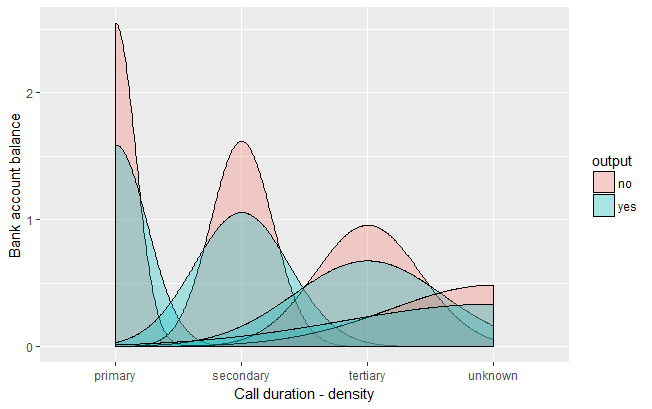 2
1
0
Bank account balance
primary secondary tertiary unknown
Call duration - density
output
no
yes